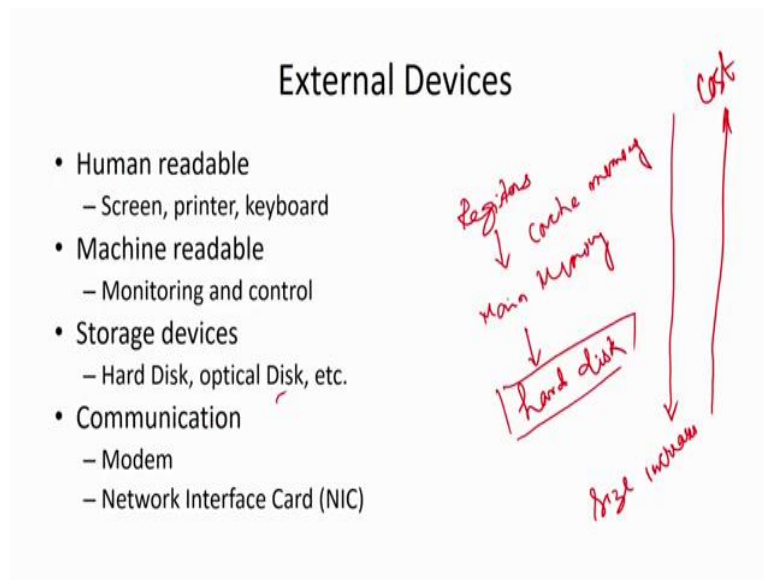 External Devices
• Human readable
– Screen, printer, keyboard
• Machine readable
– Monitoring and control
• Storage devices
– Hard Disk, optical Disk, etc.
• Communication
– Modem
– Network Interface Card (NIC)
Cost
Registors
Cache memory
Main Memory
hard disk
Size increase